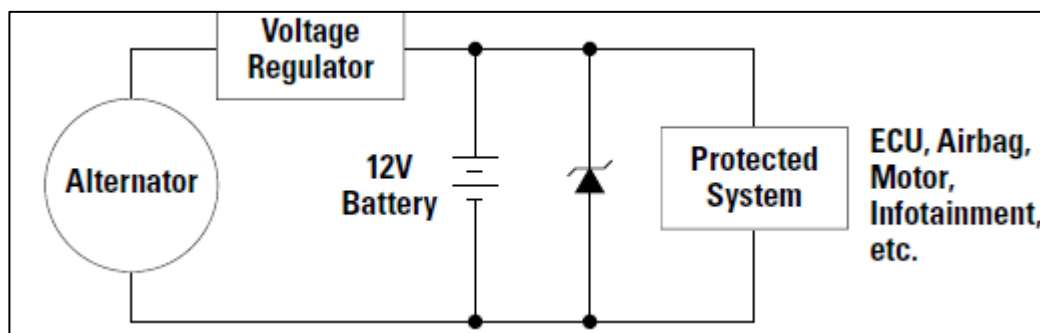 Voltage
Regulator
Alternator
12V
Battery
Protected
System
ECU, Airbag,
Motor,
Infotainment,
etc.